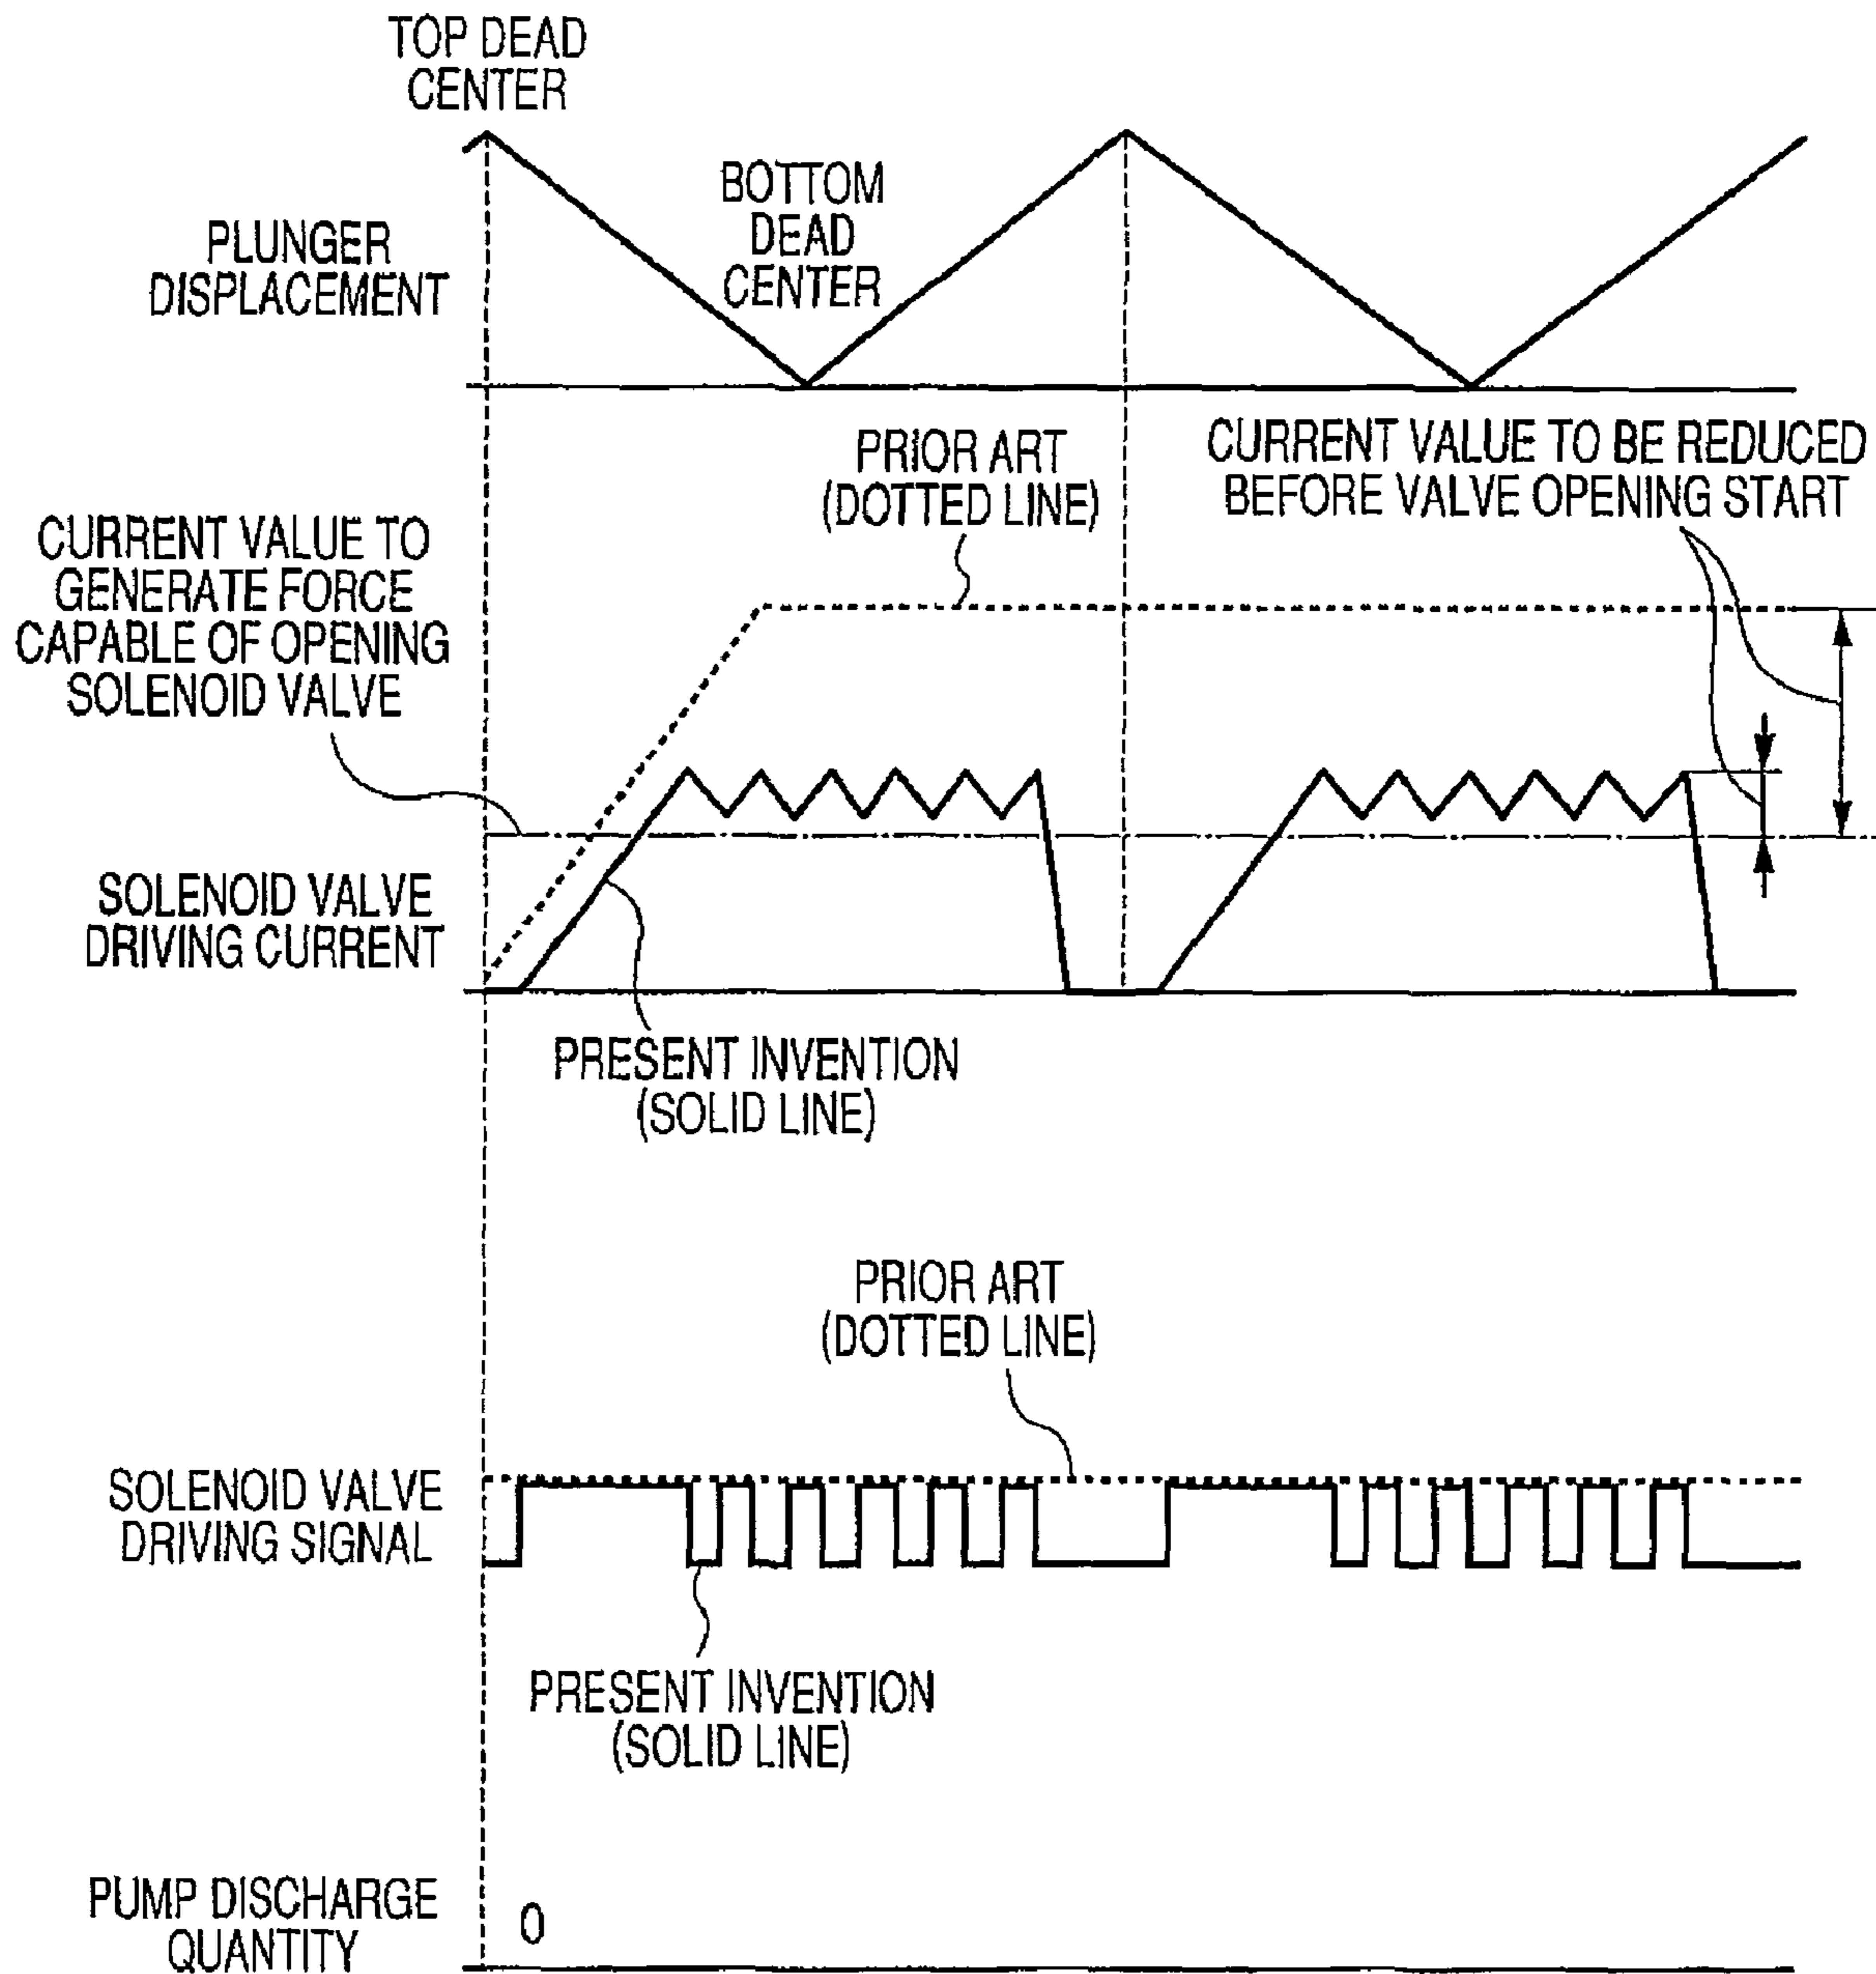 TOP DEAD
CENTER
PLUNGER
DISPLACEMENT
BOTTOM
DEAD
CENTER
PRIOR ART
(DOTTED LINE)
CURRENT VALUE TO BE REDUCED
BEFORE VALVE OPENING START
CURRENT VALUE TO
GENERATE FORCE
CAPABLE OF OPENING
SOLENOID VALVE
SOLENOID VALVE
DRIVING CURRENT
PRESENT INVENTION
(SOLID LINE)
PRIOR ART
(DOTTED LINE)
SOLENOID VALVE
DRIVING SIGNAL
PRESENT INVENTION
(SOLID LINE)
PUMP DISCHARGE
QUANTITY
0